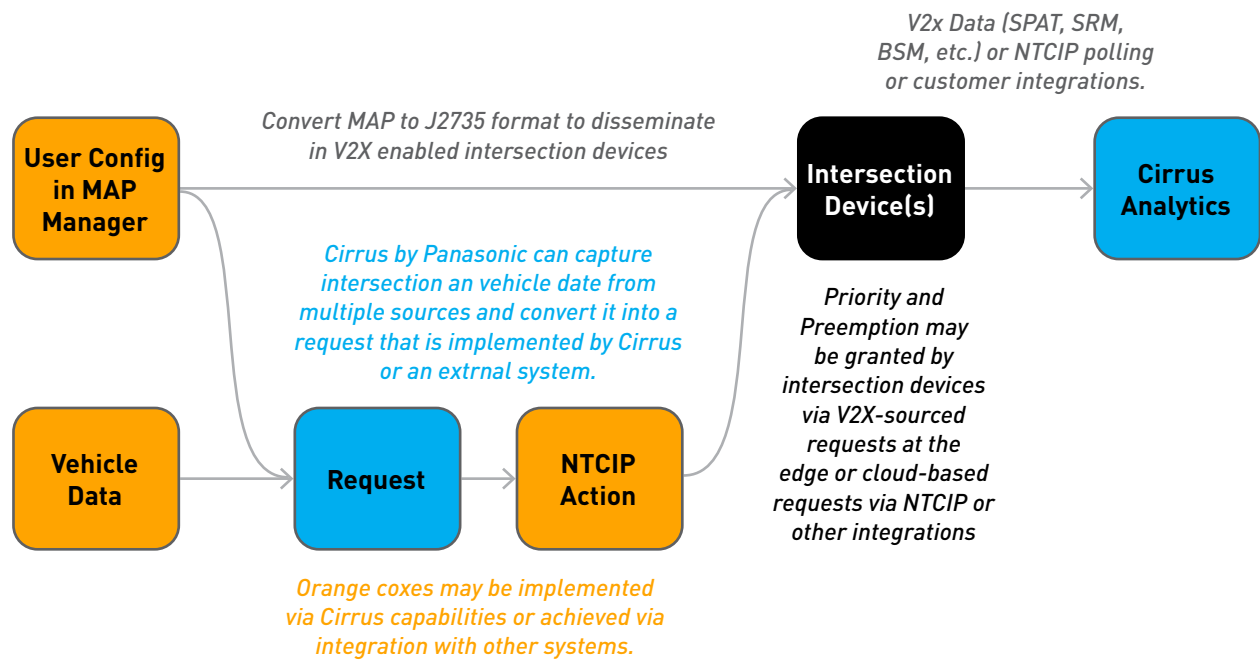 V2x Data (SPAT, SRM,
BSM, etc.) or NTCIP polling
or customer integrations.
Convert MAP to J2735 format to disseminate
in V2X enabled intersection devices
User Config
in MAP
Manager
Intersection
Device(s)
Cirrus
Analytics
Cirrus by Panasonic can capture
intersection an vehicle date from
multiple sources and convert it into a
request that is implemented by Cirrus
or an extrnal system.
Priority and
Preemption may
be granted by
intersection devices
via V2X-sourced
requests at the
edge or cloud-based
requests via NTCIP or
other integrations
Vehicle
Data
Request
NTCIP
Action
Orange coxes may be implemented
via Cirrus capabilities or achieved via
integration with other systems.